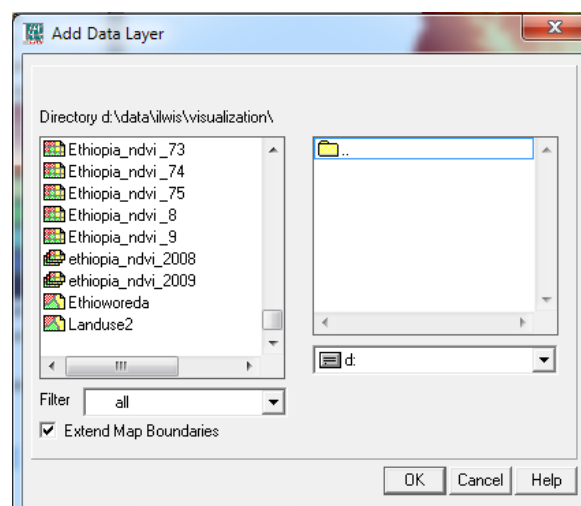 Add Data Layer
Directory d:\data\ilwis\visualization\
Ethiopia_ndvi _73
Ethiopia_ndvi _74
Ethiopia_ndvi _75
Ethiopia_ndvi _8
Ethiopia_ndvi _9
ethiopia_ndvi_2008
ethiopia_ndvi_2009
Ethioworeda
Landuse2
..
d:
Filter all
Extend Map Boundaries
OK Cancel Help